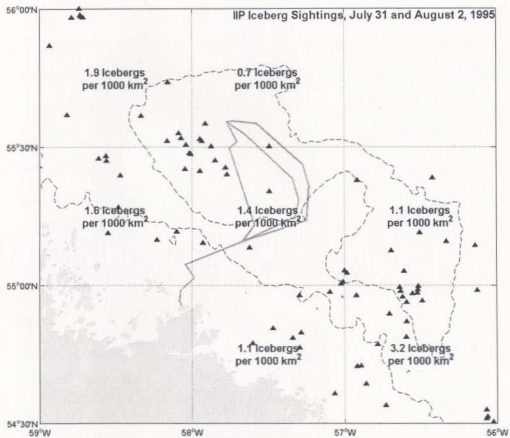 IIP Iceberg Sightings, July 31 and August 2, 1995
56°00'N
1.9 Icebergs
per 1000 km²
0.7 Icebergs
per 1000 km²
55°30'N
1.6 Icebergs
per 1000 km²
1.4 Icebergs
per 1000 km²
1.1 Icebergs
per 1000 km²
55°00'N
1.1 Icebergs
per 1000 km²
3.2 Icebergs
per 1000 km²
54°30'N
59°W
58°W
57°W
56°W